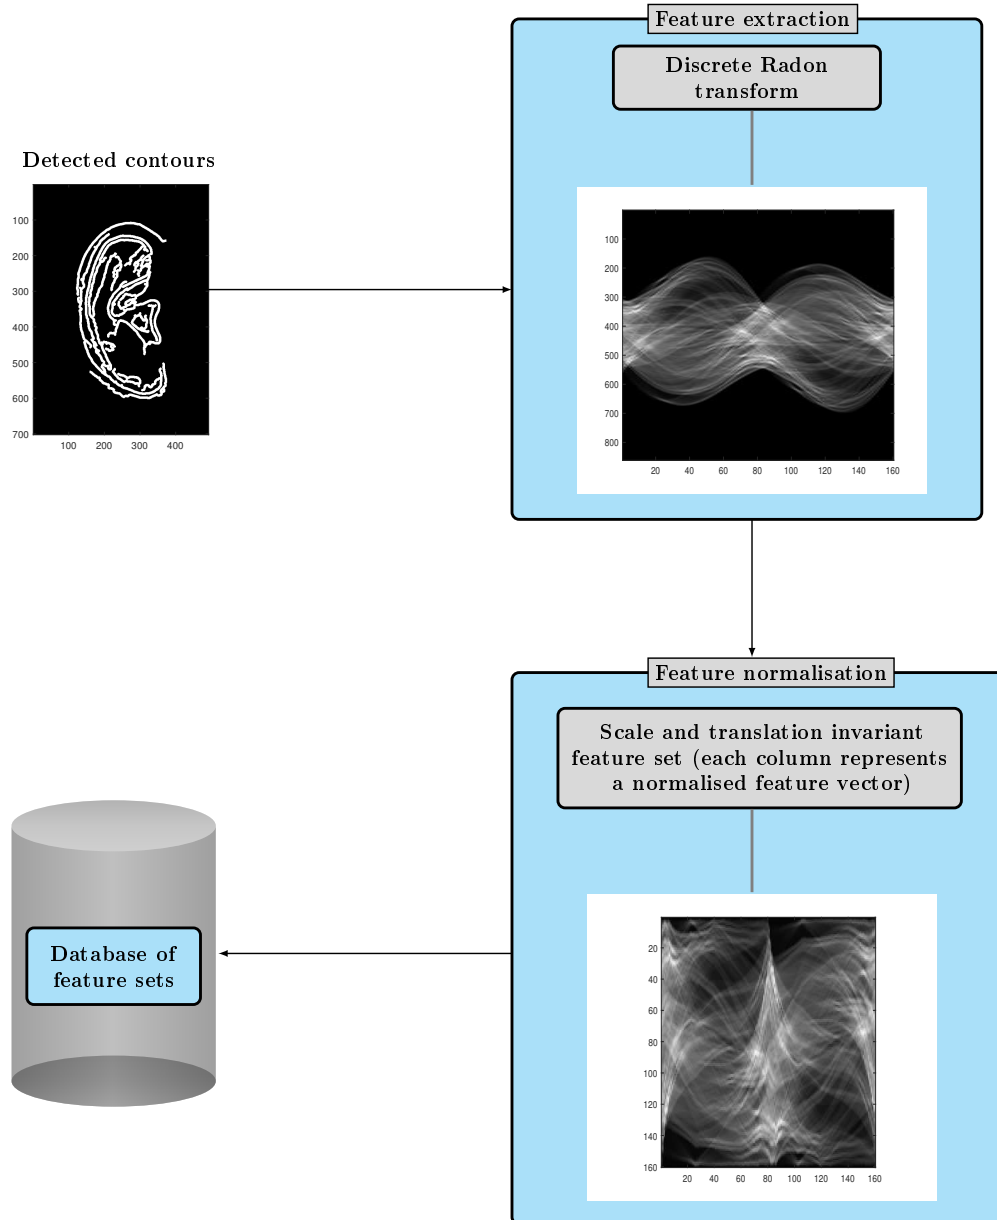 Feature extraction
Discrete Radon
transform
Detected contours
100
200
300
400
500
600
700
100 200 300 400
100
200
300
400
500
600
700
800
20 40 60 80 100 120 140 160
Feature normalisation
Scale and translation invariant
feature set (each column represents
a normalised feature vector)
Database of
feature sets
20
40
60
80
100
120
140
160
20 40 60 80 100 120 140 160